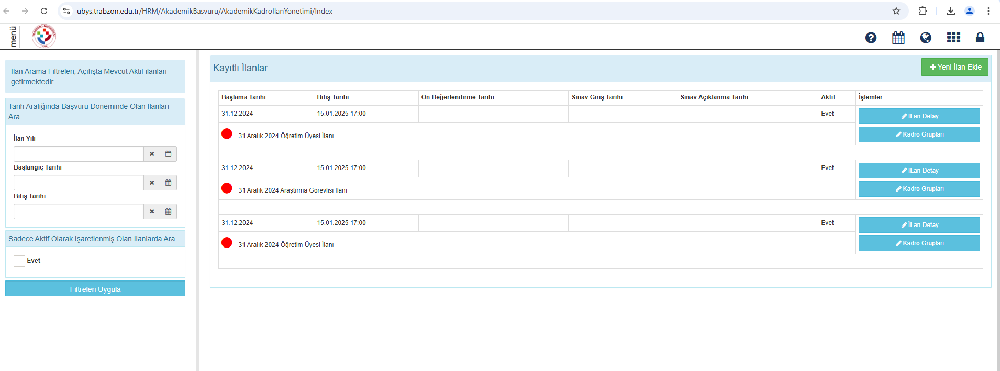 ubys.trabzon.edu.tr/HRM/AkademikBasvuru/AkademikKadroIlanYonetimi/Index
menü
TRABZON ÜNİVERSİTESİ
2018
İlan Arama Filtreleri, Açılışta Mevcut Aktif ilanları
getirmektedir.
Tarih Aralığında Başvuru Döneminde Olan İlanları
Ara
İlan Yılı
Başlangıç Tarihi
Bitiş Tarihi
Sadece Aktif Olarak İşaretlenmiş Olan İlanlarda Ara
Evet
Filtreleri Uygula
Kayıtlı İlanlar
Yeni İlan Ekle
Başlama Tarihi Bitiş Tarihi Ön Değerlendirme Tarihi Sınav Giriş Tarihi Sınav Açıklanma Tarihi Aktif İşlemler
31.12.2024 15.01.2025 17:00 Evet İLan Detay
31 Aralık 2024 Öğretim Üyesi İlanı Kadro Grupları
31.12.2024 15.01.2025 17:00 Evet İLan Detay
31 Aralık 2024 Araştırma Görevlisi İlanı Kadro Grupları
31.12.2024 15.01.2025 17:00 Evet İLan Detay
31 Aralık 2024 Öğretim Üyesi İlanı Kadro Grupları